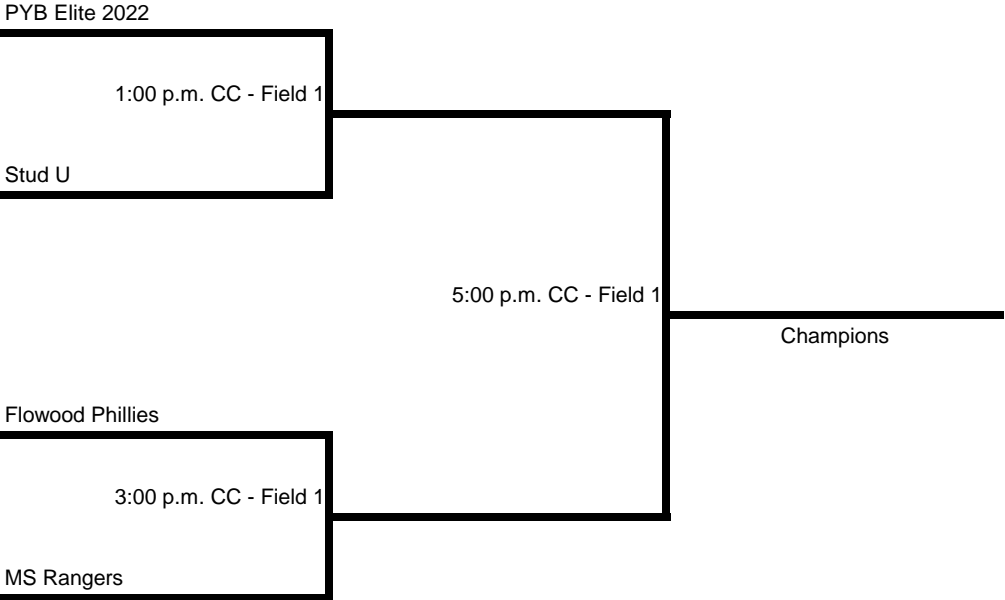 PYB Elite 2022
1:00 p.m. CC - Field 1
Stud U
5:00 p.m. CC - Field 1
Champions
Flowood Phillies
3:00 p.m. CC - Field 1
MS Rangers